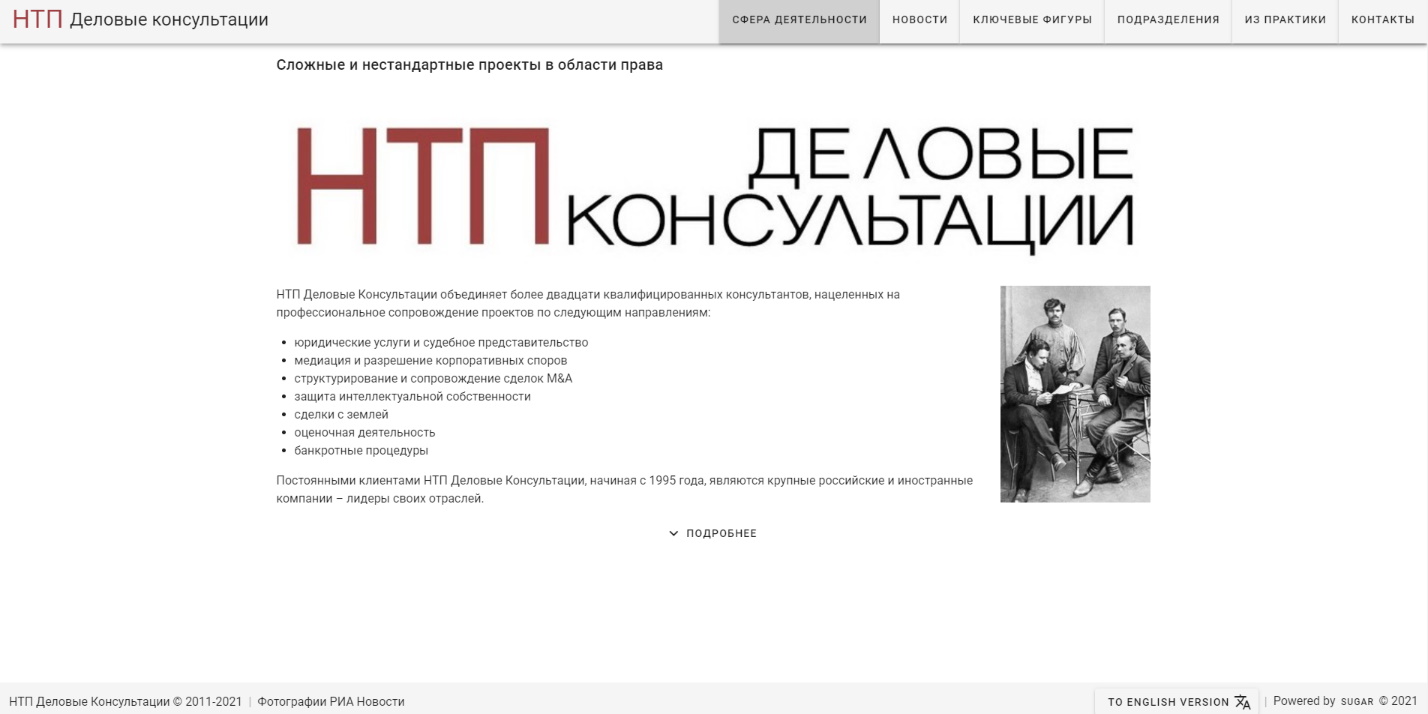 НТП Деловые консультации
СФЕРА ДЕЯТЕЛЬНОСТИ
НОВОСТИ
КЛЮЧЕВЫЕ ФИГУРЫ
ПОДРАЗДЕЛЕНИЯ
ИЗ ПРАКТИКИ
КОНТАКТЫ
Сложные и нестандартные проекты в области права
НТП ДЕЛОВЫЕ
КОНСУЛЬТАЦИИ
НТП Деловые Консультации объединяет более двадцати квалифицированных консультантов, нацеленных на
профессиональное сопровождение проектов по следующим направлениям:
• юридические услуги и судебное представительство
• медиация и разрешение корпоративных споров
• структурирование и сопровождение сделок M&A
• защита интеллектуальной собственности
• сделки с землей
• оценочная деятельность
• банкротные процедуры
Постоянными клиентами НТП Деловые Консультации, начиная с 1995 года, являются крупные российские и иностранные
компании – лидеры своих отраслей.
ПОДРОБНЕЕ
НТП Деловые Консультации © 2011-2021 | Фотографии РИА Новости
TO ENGLISH VERSION | Powered by SUGAR © 2021